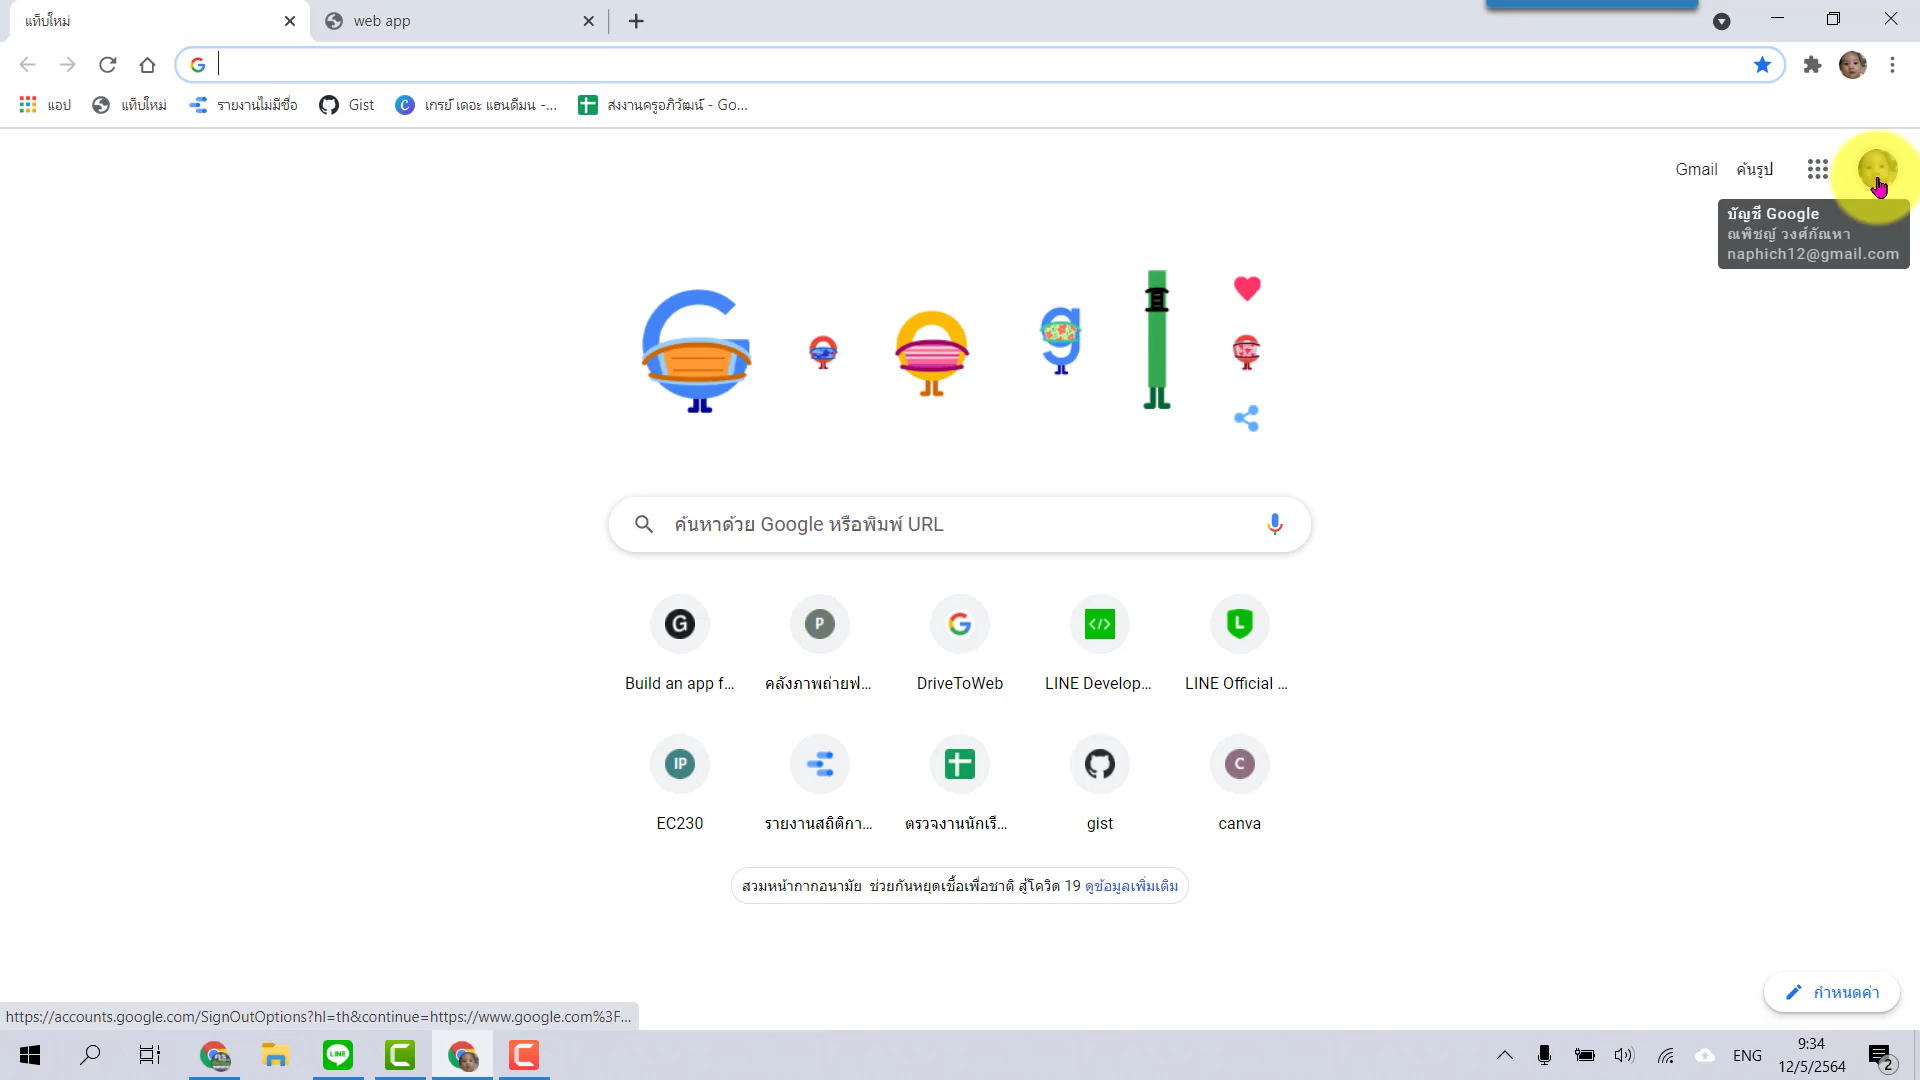 แท็บใหม่
web app
แอป
แท็บใหม่
รายงานไม่มีชื่อ
Gist
เกรย์ เดอะ แฮนดีมน -...
ส่งงานครูอภิวัฒน์ - Go...
Gmail
ค้นรูป
บัญชี Google
ณพิชญ์ วงศ์กัณหา
naphich12@gmail.com
ค้นหาด้วย Google หรือพิมพ์ URL
G
P
L
Build an app f...
คลังภาพถ่ายฟ...
DriveToWeb
LINE Develop...
LINE Official ...
IP
C
EC230
รายงานสถิติกา...
ตรวจงานนักเรี...
gist
canva
สวมหน้ากากอนามัย ช่วยกันหยุดเชื้อเพื่อชาติ สู้โควิด 19 ดูข้อมูลเพิ่มเติม
กำหนดค่า
https://accounts.google.com/SignOutOptions?hl=th&continue=https://www.google.com%3F...
LINE
ENG
9:34
12/5/2564
2